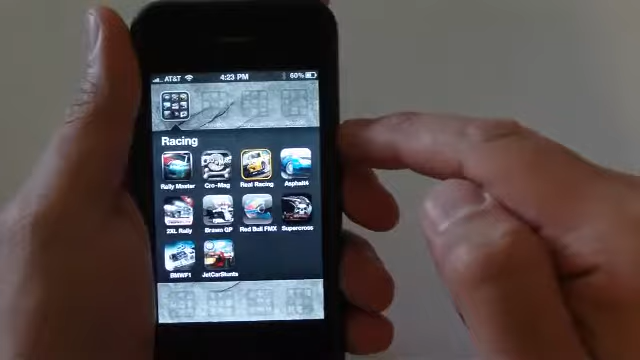 AT&T 4:23 PM 60%
Racing
Rally Master Cro-Mag Real Racing Asphalt4
2XL Rally Brawn GP Red Bull FMX Supercross
BMWF1 JetCarStunts